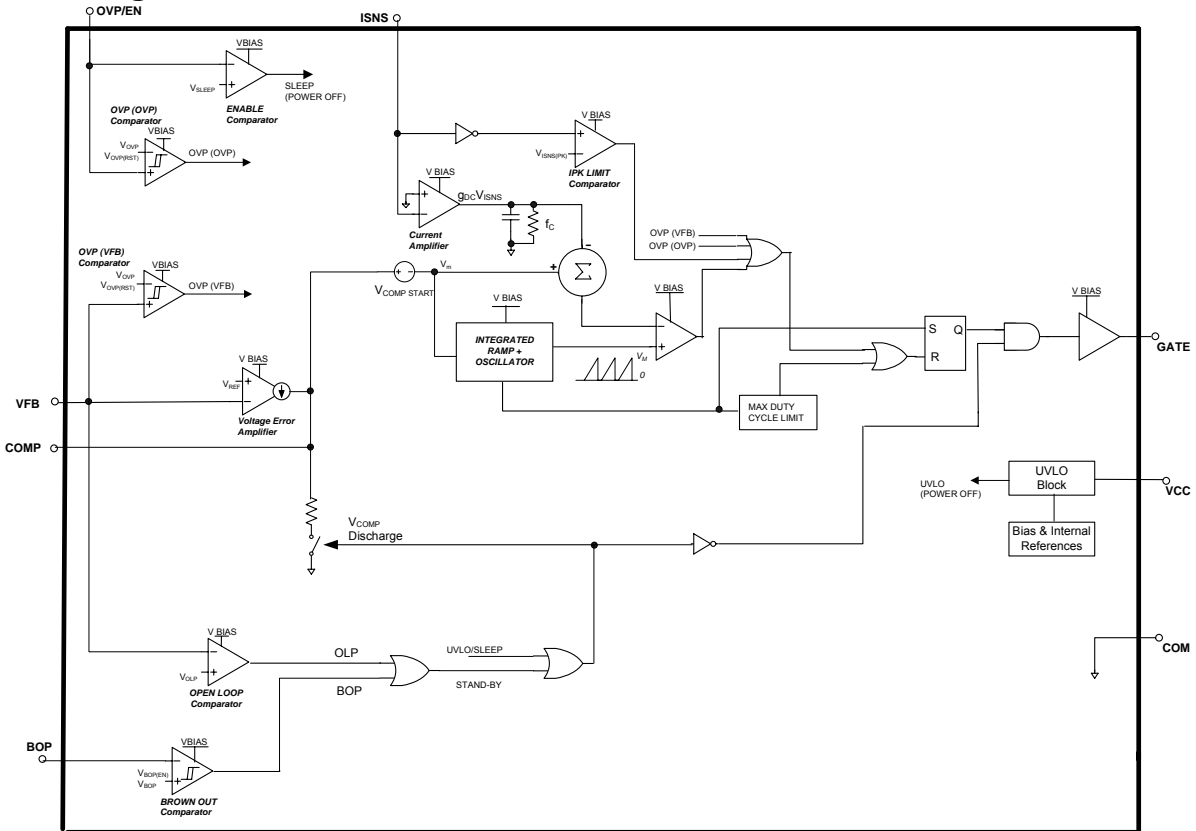 OVP/EN
ISNS
VBIAS
VSLEEP
SLEEP
(POWER OFF)
ENABLE
Comparator
OVP (OVP)
Comparator
VBIAS
VOVP
VOVP(RST)
OVP (OVP)
V BIAS
VISNS(PK)
IPK LIMIT
Comparator
V BIAS
gDCVISNS
fC
Current
Amplifier
OVP (VFB)
OVP (OVP)
OVP (VFB)
Comparator
VBIAS
VOVP
VOVP(RST)
OVP (VFB)
Vm
VCOMP START
Σ
V BIAS
V BIAS
INTEGRATED
RAMP +
OSCILLATOR
VM
0
S Q
R
V BIAS
GATE
V BIAS
VREF
VFB
Voltage Error
Amplifier
MAX DUTY
CYCLE LIMIT
COMP
UVLO
Block
UVLO
(POWER OFF)
VCC
Bias & Internal
References
VCOMP
Discharge
V BIAS
VOLP
OPEN LOOP
Comparator
OLP
BOP
UVLO/SLEEP
STAND-BY
COM
BOP
VBIAS
VBOP(EN)
VBOP
BROWN OUT
Comparator